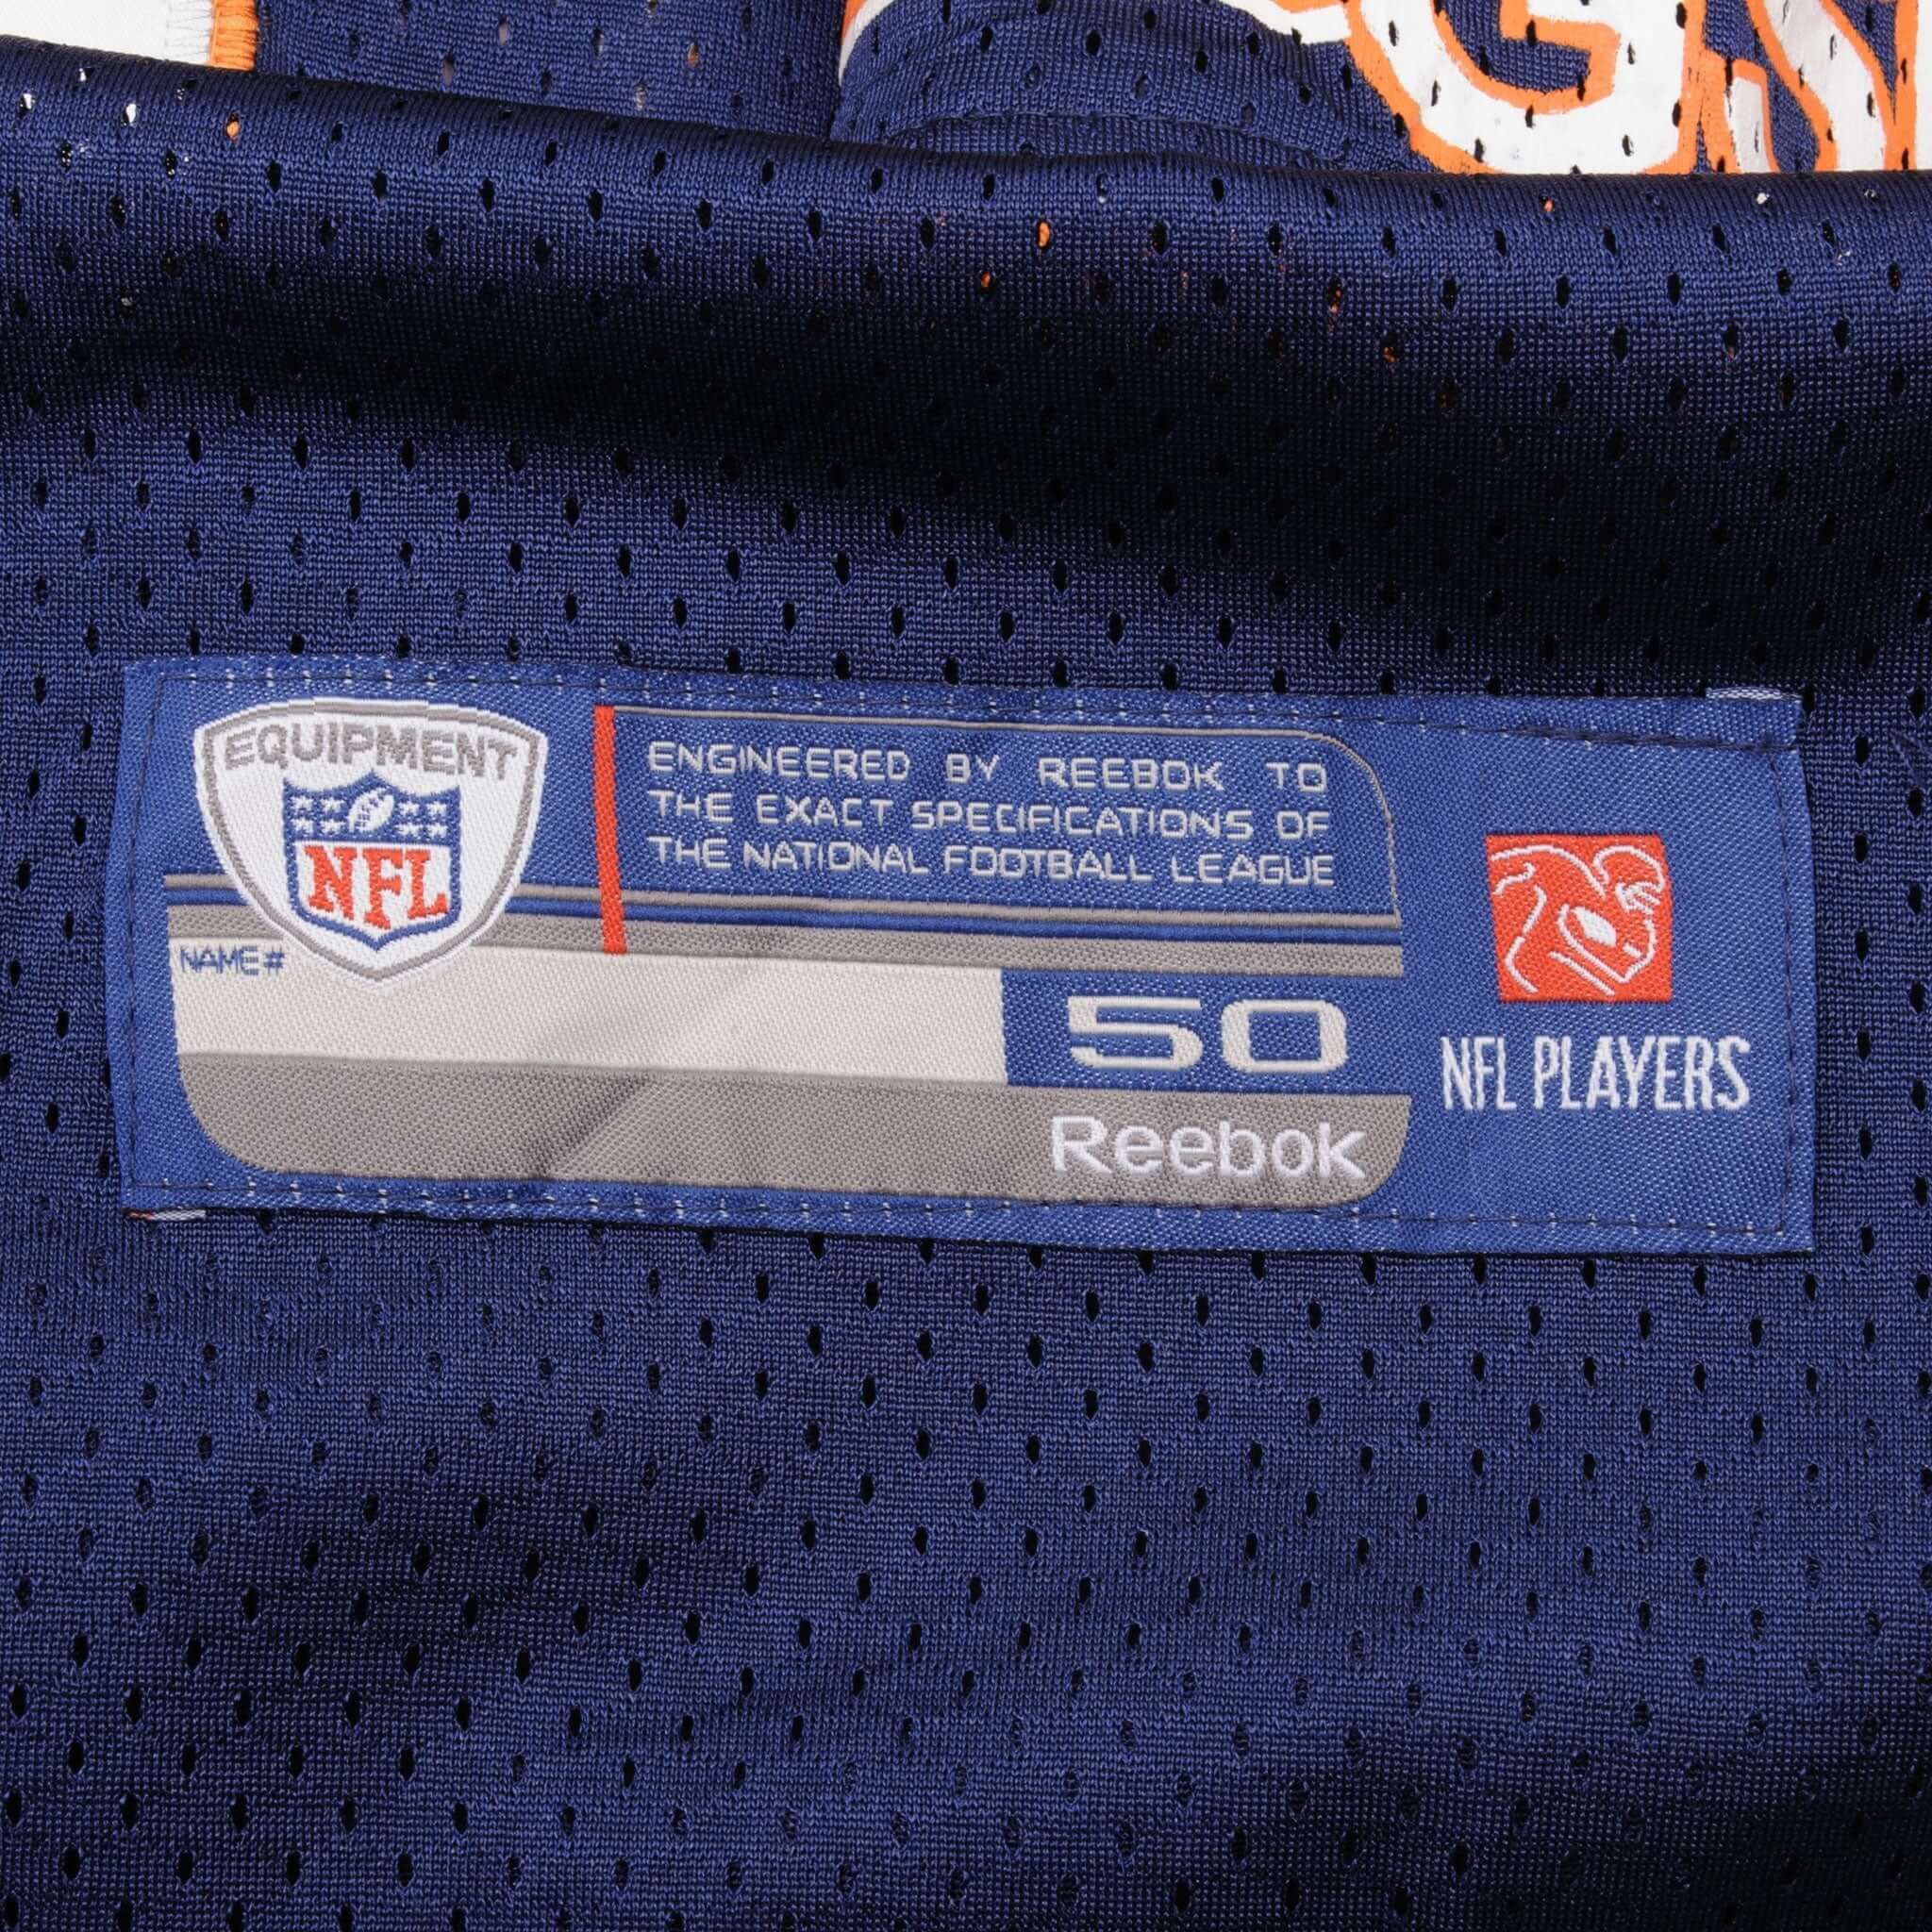 GS
EQUIPMENT
NFL
ENGINEERED BY REEBOK TO
THE EXACT SPECIFICATIONS OF
THE NATIONAL FOOTBALL LEAGUE
NAME#
50
Reebok
NFL PLAYERS